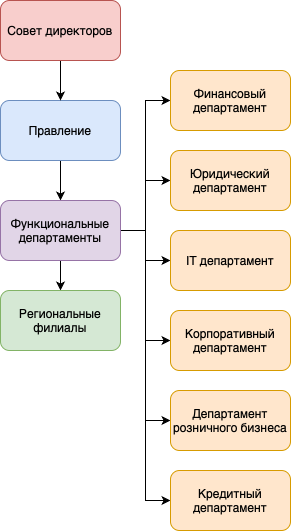 Совет директоров
Правление
Функциональные
департаменты
Региональные
филиалы
Финансовый
департамент
Юридический
департамент
IT департамент
Корпоративный
департамент
Департамент
розничного бизнеса
Кредитный
департамент